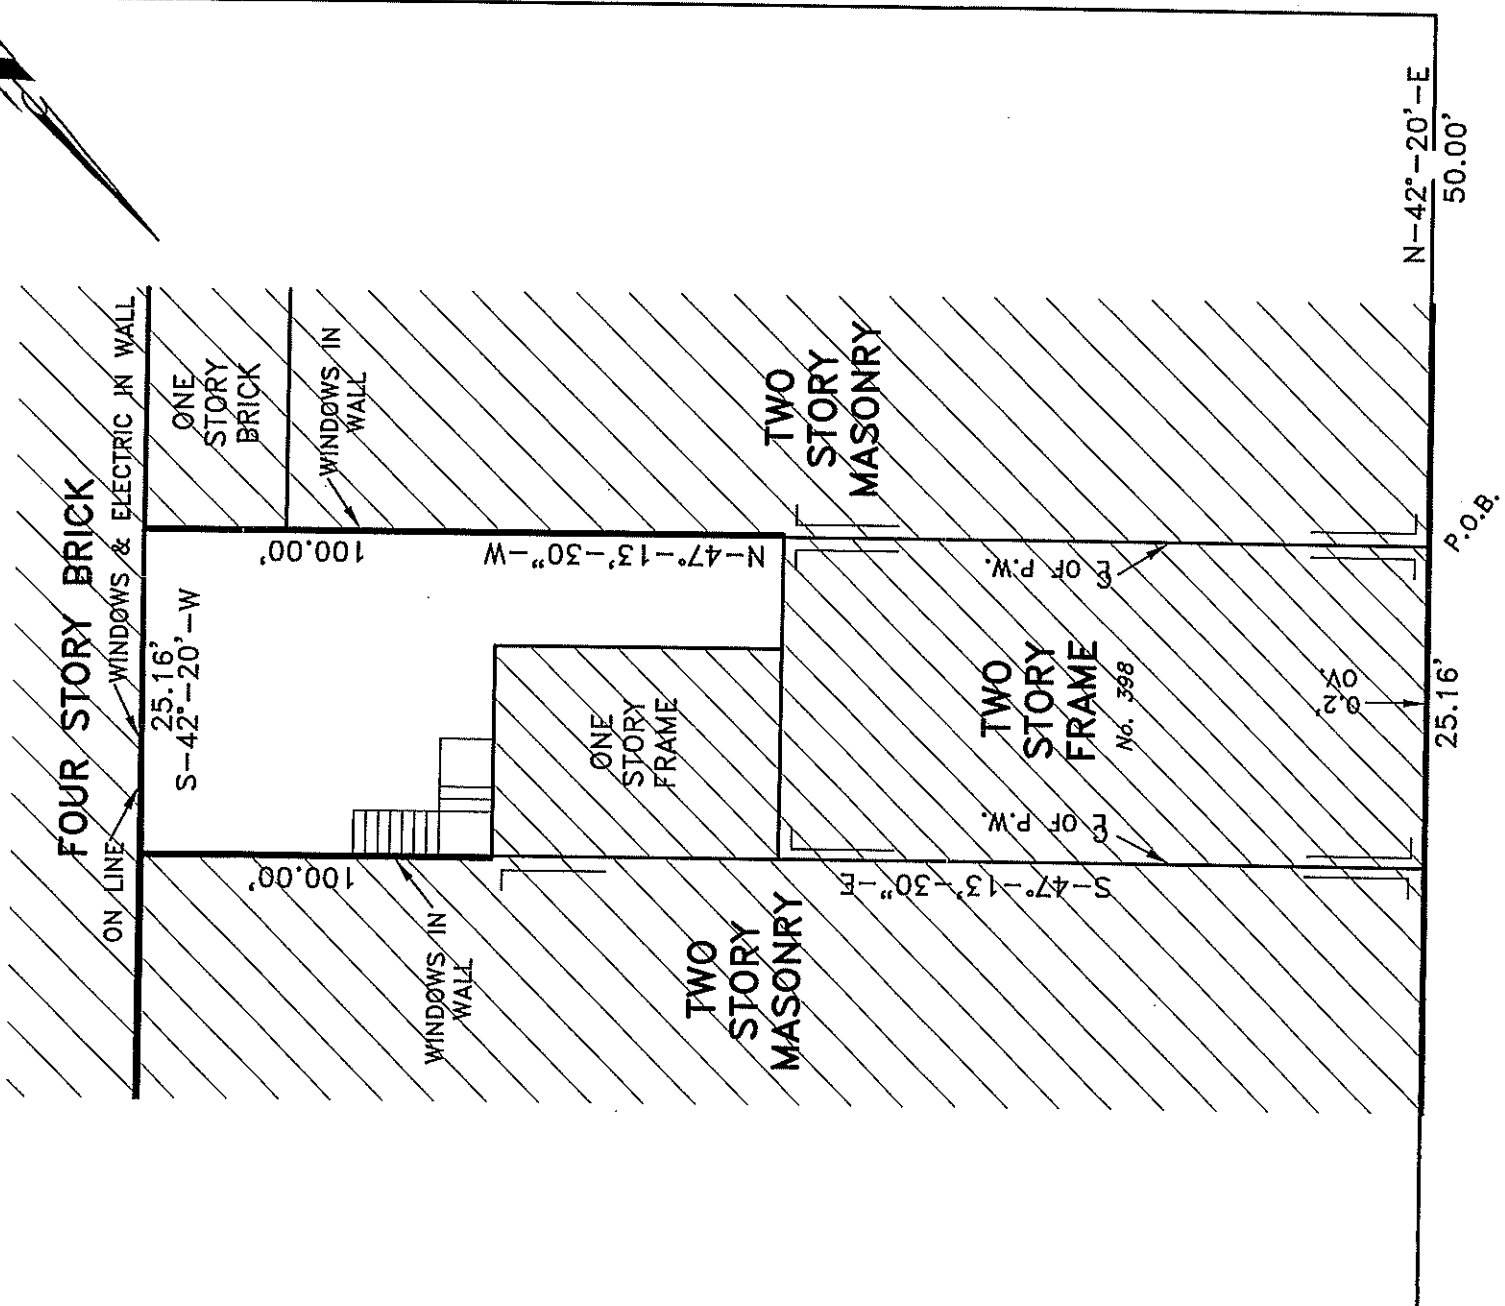 FOUR STORY BRICK
ON LINE
WINDOWS & ELECTRIC IN WALL
25.16'
S-42°-20'-W
ONE
STORY
BRICK
WINDOWS IN
WALL
100.00'
N-47°-13'-30"-W
100.00'
S-47°-13'-30"-E
WINDOWS IN
WALL
ONE
STORY
FRAME
TWO
STORY
MASONRY
TWO
STORY
MASONRY
TWO
STORY
FRAME
No. 398
℄ OF P.W.
℄ OF P.W.
0.2'
OV.
25.16'
P.O.B.
N-42°-20'-E
50.00'